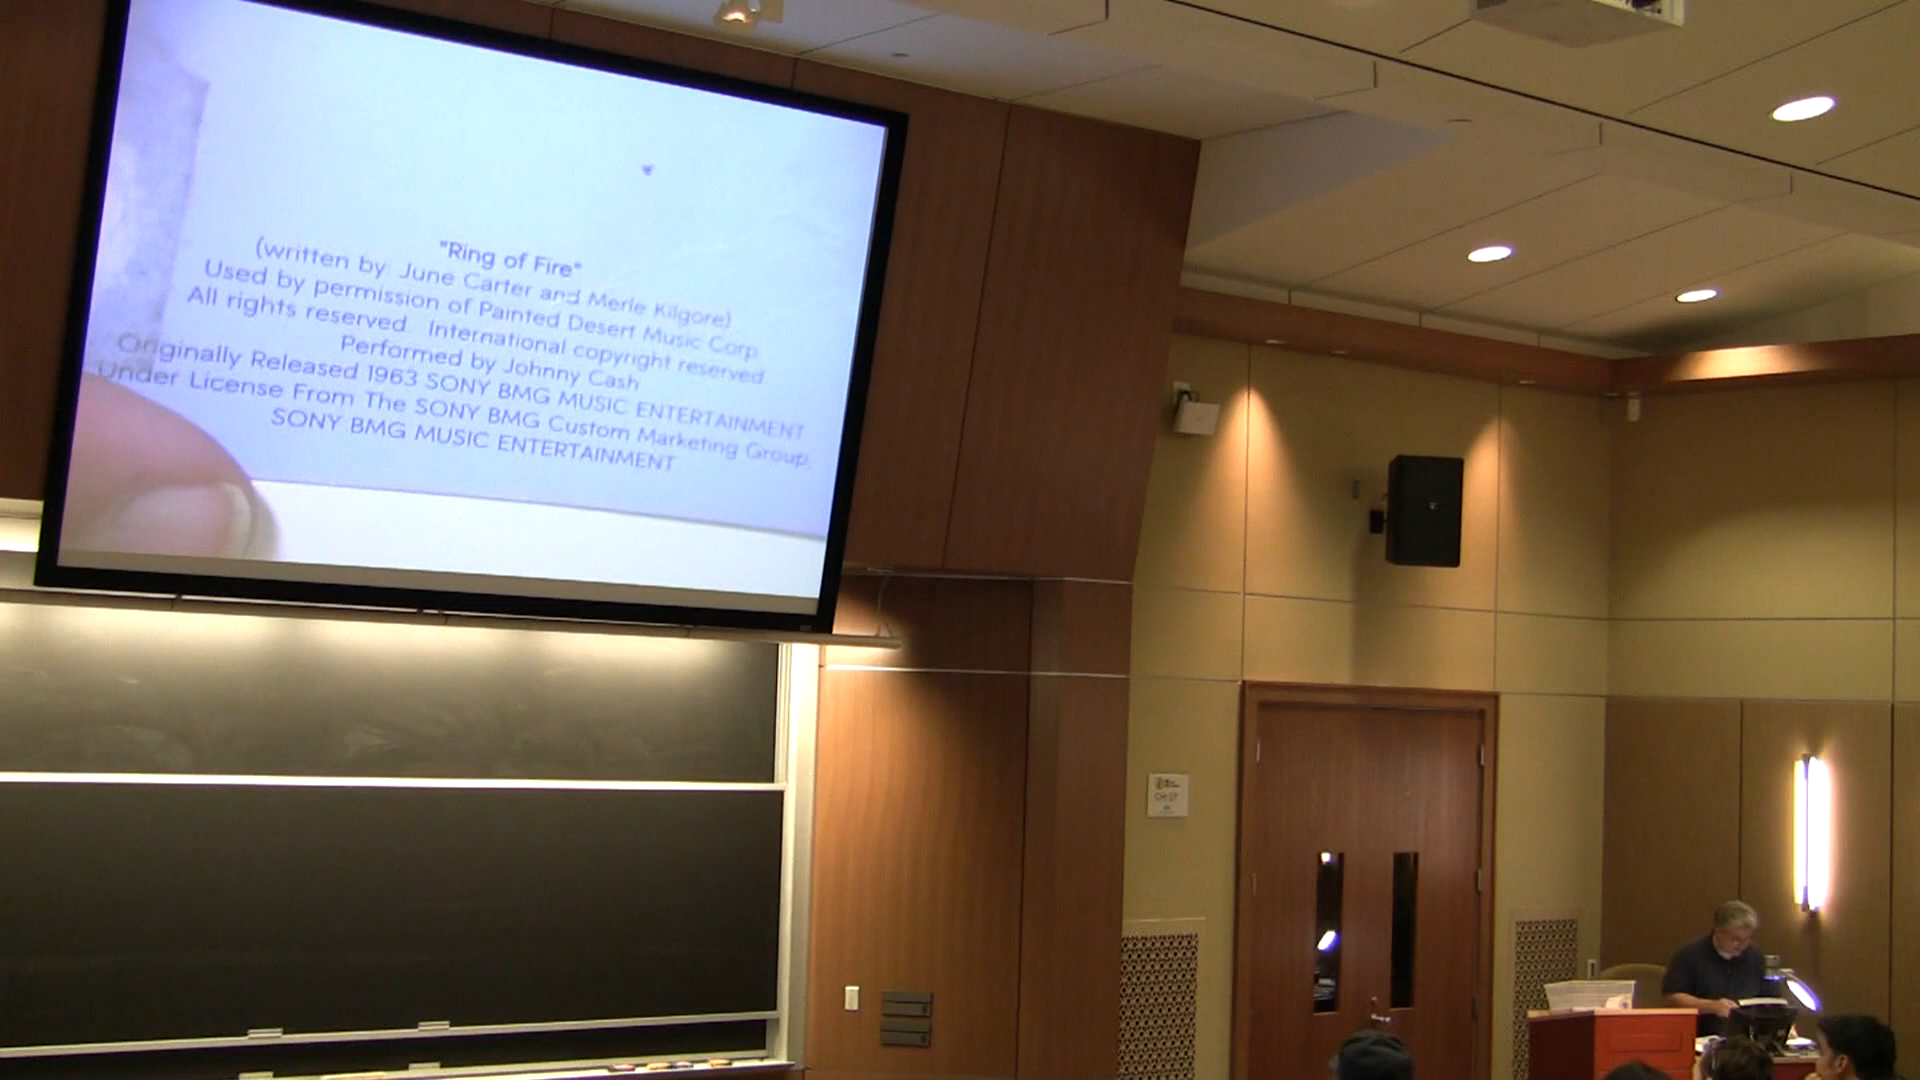 "Ring of Fire"
(written by: June Carter and Merle Kilgore)
Used by permission of Painted Desert Music Corp.
All rights reserved. International copyright reserved
Performed by Johnny Cash
Originally Released 1963 SONY BMG MUSIC ENTERTAINMENT
Under License From The SONY BMG Custom Marketing Group,
SONY BMG MUSIC ENTERTAINMENT